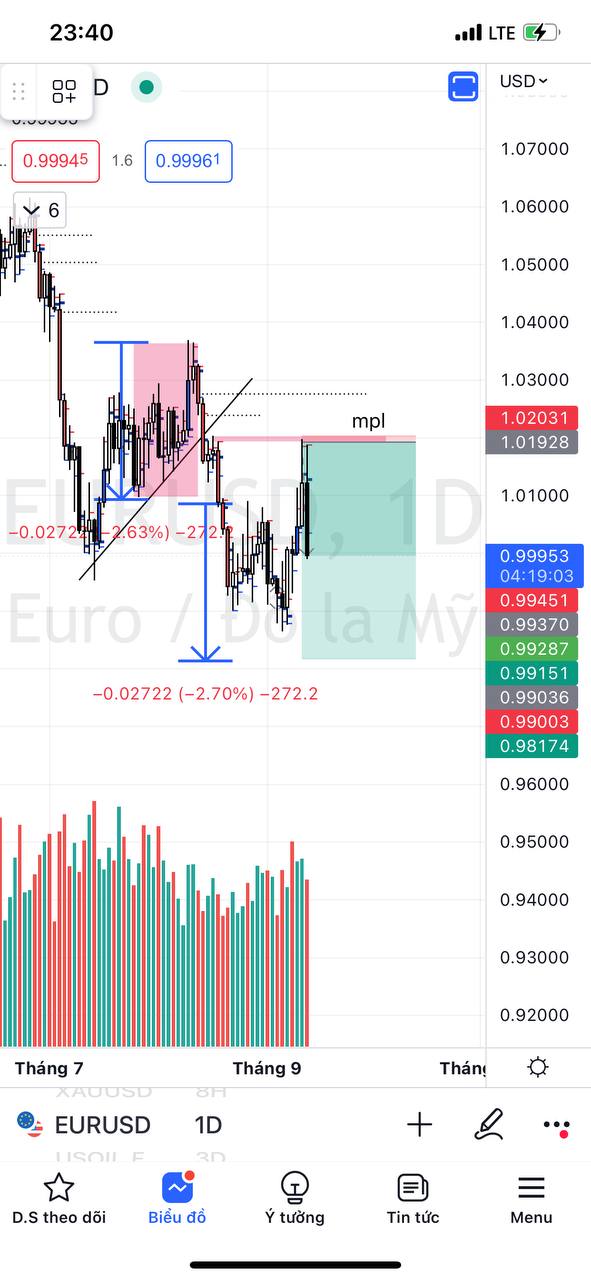 23:40
LTE
D
USD
0.99945
1.6
0.99961
6
1.07000
1.06000
1.05000
1.04000
1.03000
mpl
1.02031
1.01928
1.01000
EURUSD, 1D
−0.02722 (−2.63%) −272.2
0.99953
04:19:03
0.99451
Euro / Đô la Mỹ
0.99370
0.99287
0.99151
−0.02722 (−2.70%) −272.2
0.99036
0.99003
0.98174
0.96000
0.95000
0.94000
0.93000
0.92000
Tháng 7
Tháng 9
Tháng
XAUUSD 8H
EURUSD 1D
3D
D.S theo dõi
Biểu đồ
Ý tưởng
Tin tức
Menu